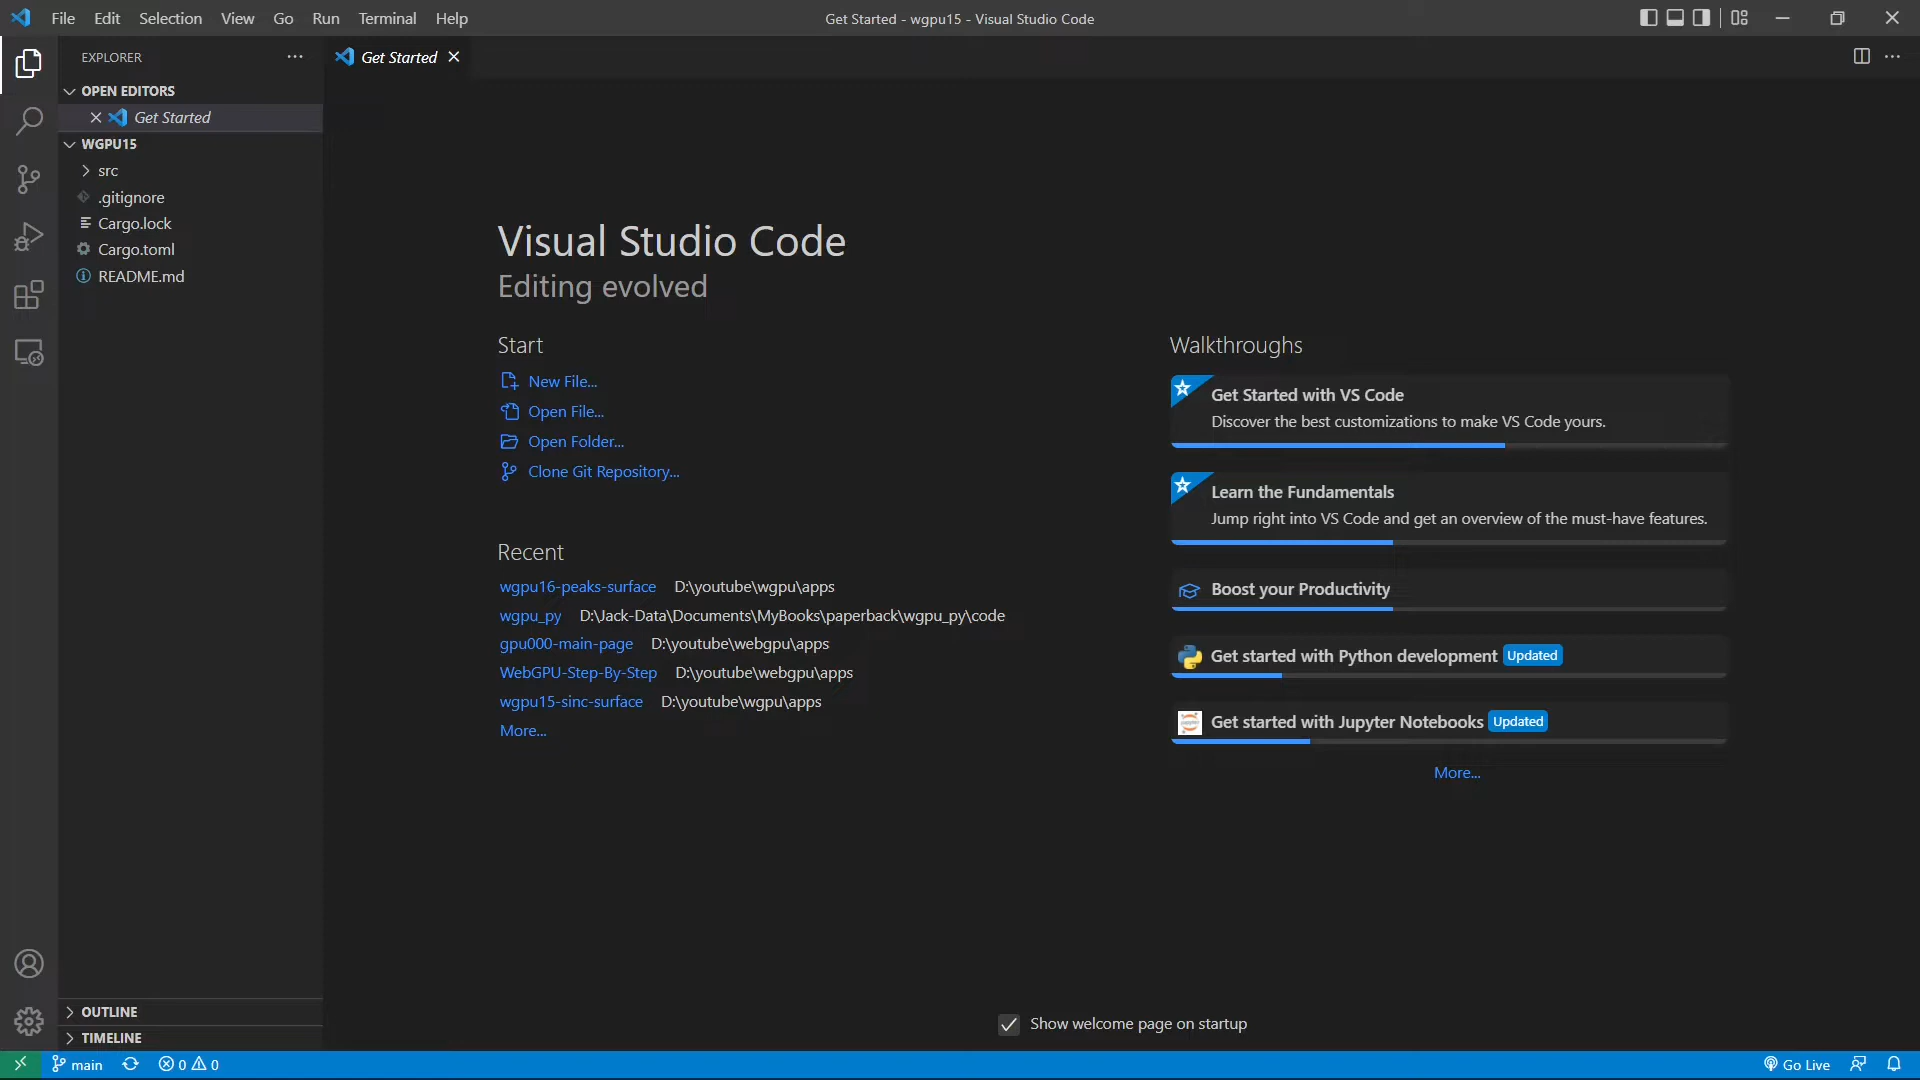 File Edit Selection View Go Run Terminal Help
Get Started - wgpu15 - Visual Studio Code
EXPLORER
Get Started
OPEN EDITORS
Get Started
WGPU15
src
.gitignore
Cargo.lock
Cargo.toml
README.md
Visual Studio Code
Editing evolved
Start
New File...
Open File...
Open Folder...
Clone Git Repository...
Recent
wgpu16-peaks-surface D:\youtube\wgpu\apps
wgpu_py D:\Jack-Data\Documents\MyBooks\paperback\wgpu_py\code
gpu000-main-page D:\youtube\webgpu\apps
WebGPU-Step-By-Step D:\youtube\webgpu\apps
wgpu15-sinc-surface D:\youtube\wgpu\apps
More...
Walkthroughs
Get Started with VS Code
Discover the best customizations to make VS Code yours.
Learn the Fundamentals
Jump right into VS Code and get an overview of the must-have features.
Boost your Productivity
Get started with Python development Updated
Get started with Jupyter Notebooks Updated
More...
Show welcome page on startup
OUTLINE
TIMELINE
main 0 0 Go Live